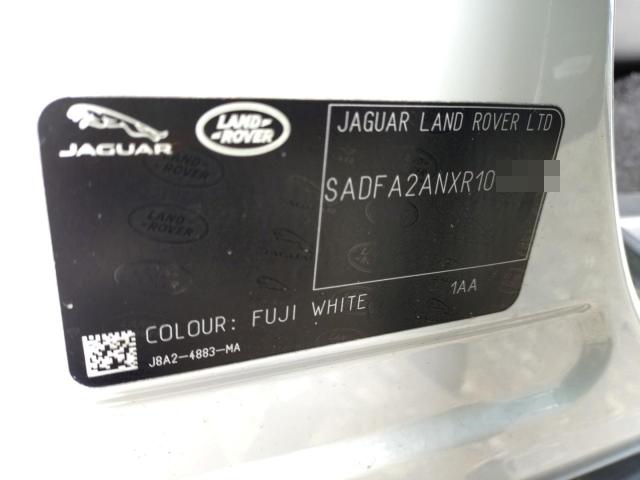 JAGUAR
LAND ROVER
JAGUAR LAND ROVER LTD
SADFA2ANXR10
1AA
COLOUR: FUJI WHITE
J8A2-4883-MA